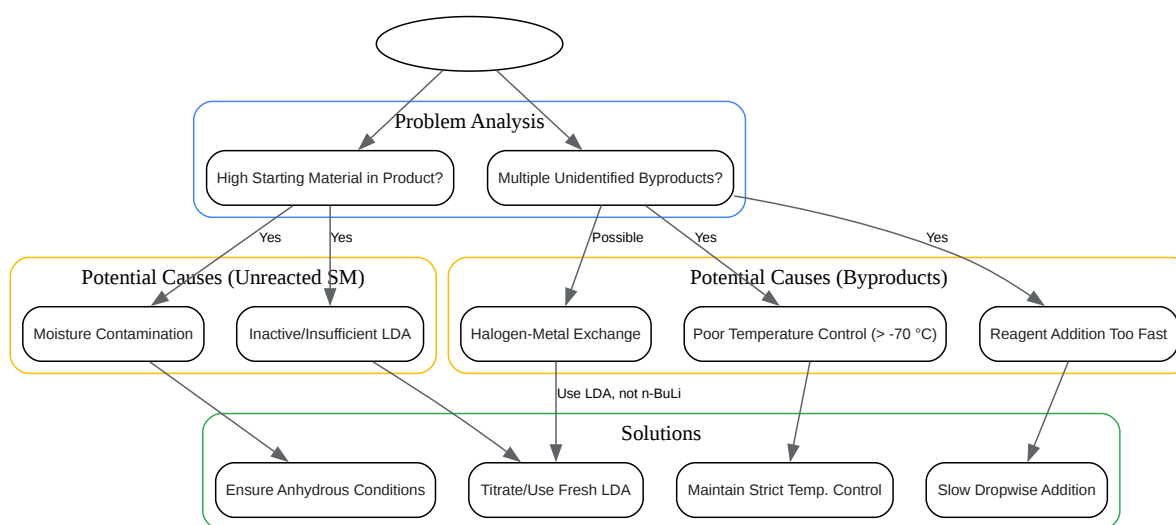 Problem Analysis
High Starting Material in Product?
Multiple Unidentified Byproducts?
Yes
Yes
Possible
Yes
Yes
Potential Causes (Unreacted SM)
Potential Causes (Byproducts)
Moisture Contamination
Inactive/Insufficient LDA
Halogen-Metal Exchange
Poor Temperature Control (> -70 °C)
Reagent Addition Too Fast
Use LDA, not n-BuLi
Solutions
Ensure Anhydrous Conditions
Titrate/Use Fresh LDA
Maintain Strict Temp. Control
Slow Dropwise Addition